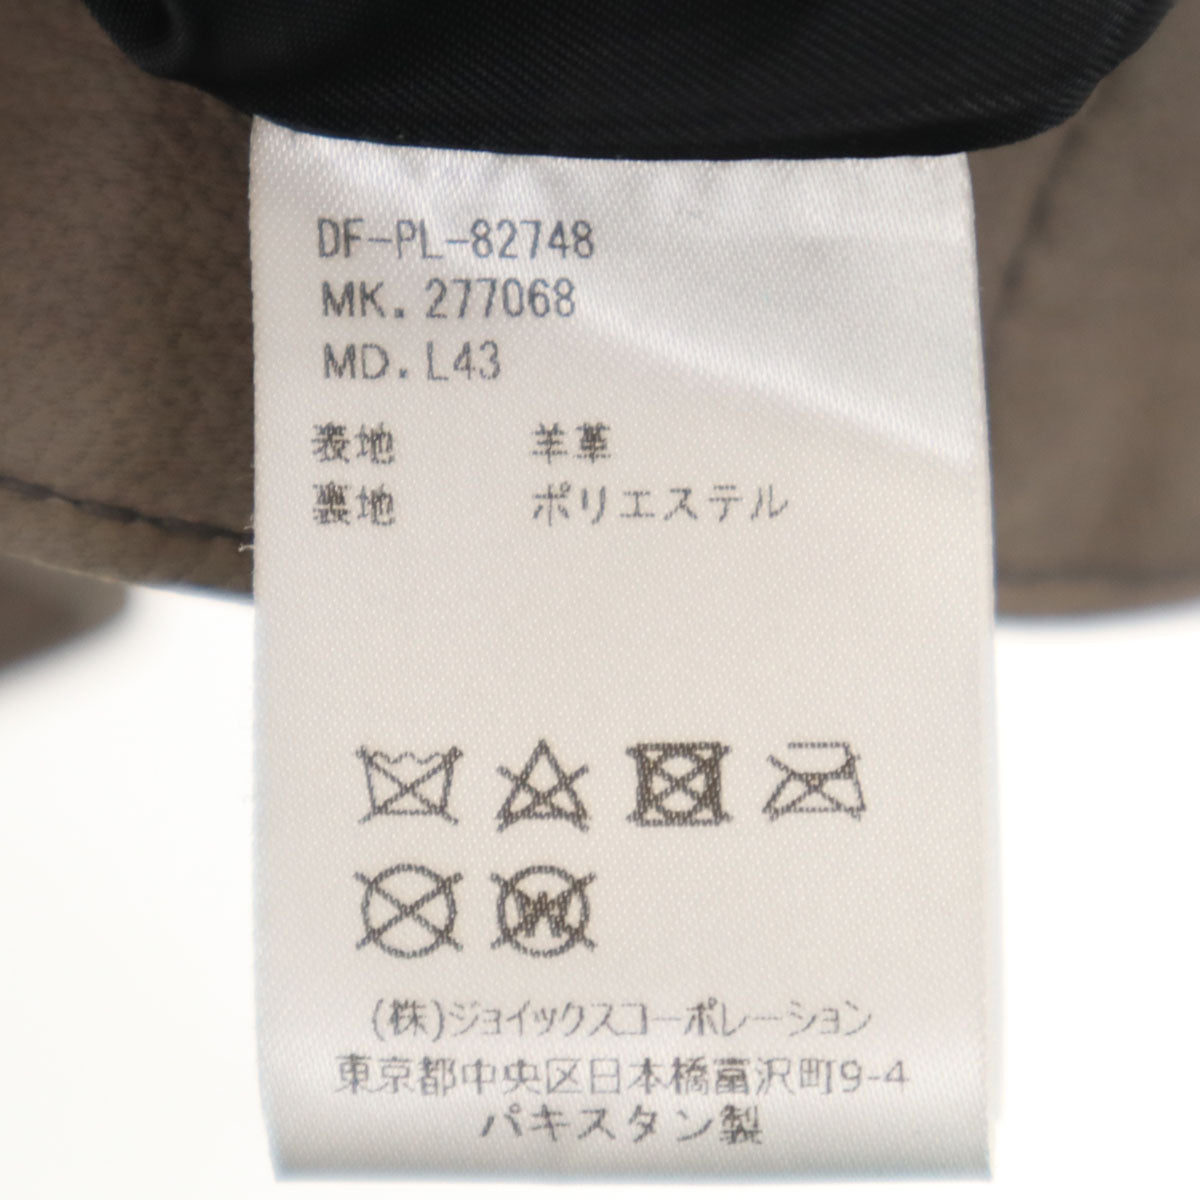 DF-PL-82748
MK. 277068
MD. L43
表地 羊革
裏地 ポリエステル
W
(株)ジョイックスコーポレーション
東京都中央区日本橋富沢町9-4
パキスタン製